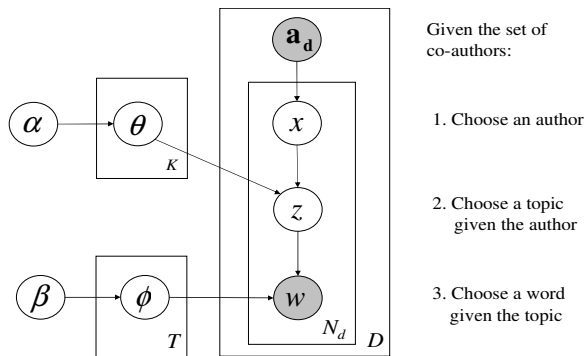 a_d
Given the set of
co-authors:
α
θ
K
x
1. Choose an author
z
2. Choose a topic
given the author
β
ϕ
T
w
N_d
D
3. Choose a word
given the topic